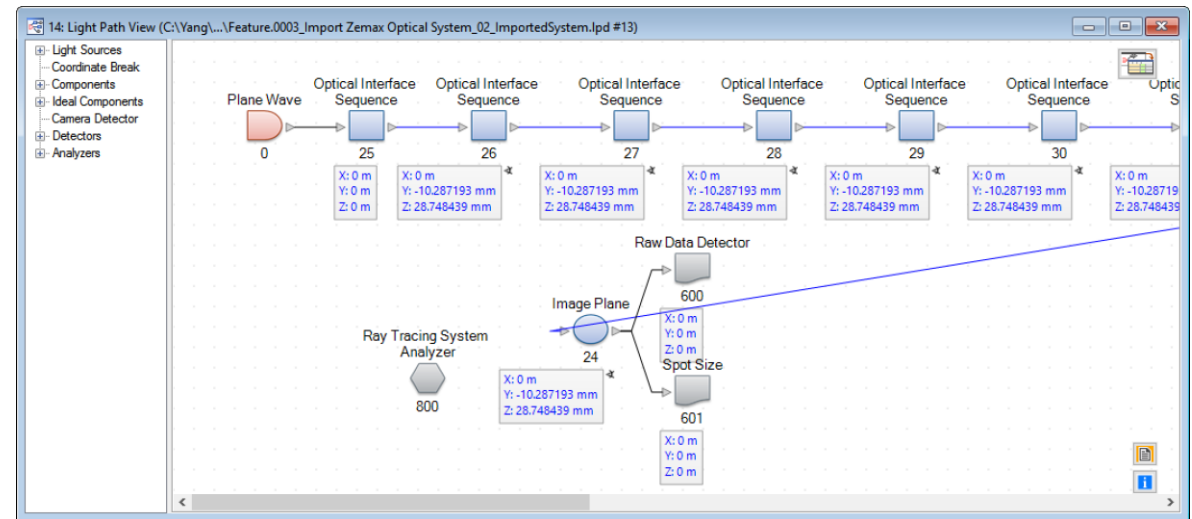 14: Light Path View (C:\Yang\...\Feature.0003_Import Zemax Optical System_02_ImportedSystem.lpd #13)
Light Sources
Coordinate Break
Components
Ideal Components
Camera Detector
Detectors
Analyzers
Plane Wave
0
Optical Interface
Sequence
25
X: 0 m
Y: 0 m
Z: 0 m
Optical Interface
Sequence
26
X: 0 m
Y: -10.287193 mm
Z: 28.748439 mm
Optical Interface
Sequence
27
X: 0 m
Y: -10.287193 mm
Z: 28.748439 mm
Optical Interface
Sequence
28
X: 0 m
Y: -10.287193 mm
Z: 28.748439 mm
Optical Interface
Sequence
29
X: 0 m
Y: -10.287193 mm
Z: 28.748439 mm
Optical Interface
Sequence
30
X: 0 m
Y: -10.287193 mm
Z: 28.748439 mm
Optic
S
X: 0 m
Y: -10.28719
Z: 28.748439
Raw Data Detector
600
X: 0 m
Y: 0 m
Z: 0 m
Image Plane
24
X: 0 m
Y: -10.287193 mm
Z: 28.748439 mm
Ray Tracing System
Analyzer
800
Spot Size
601
X: 0 m
Y: 0 m
Z: 0 m